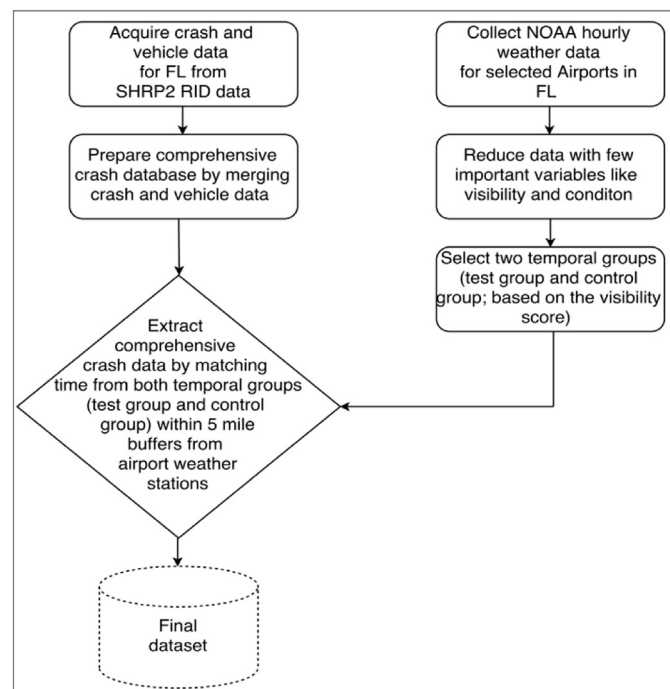 Acquire crash and
vehicle data
for FL from
SHRP2 RID data
Prepare comprehensive
crash database by merging
crash and vehicle data
Collect NOAA hourly
weather data
for selected Airports in
FL
Reduce data with few
important variables like
visibility and conditon
Select two temporal groups
(test group and control
group; based on the visibility
score)
Extract
comprehensive
crash data by matching
time from both temporal groups
(test group and control
group) within 5 mile
buffers from
airport weather
stations
Final
dataset